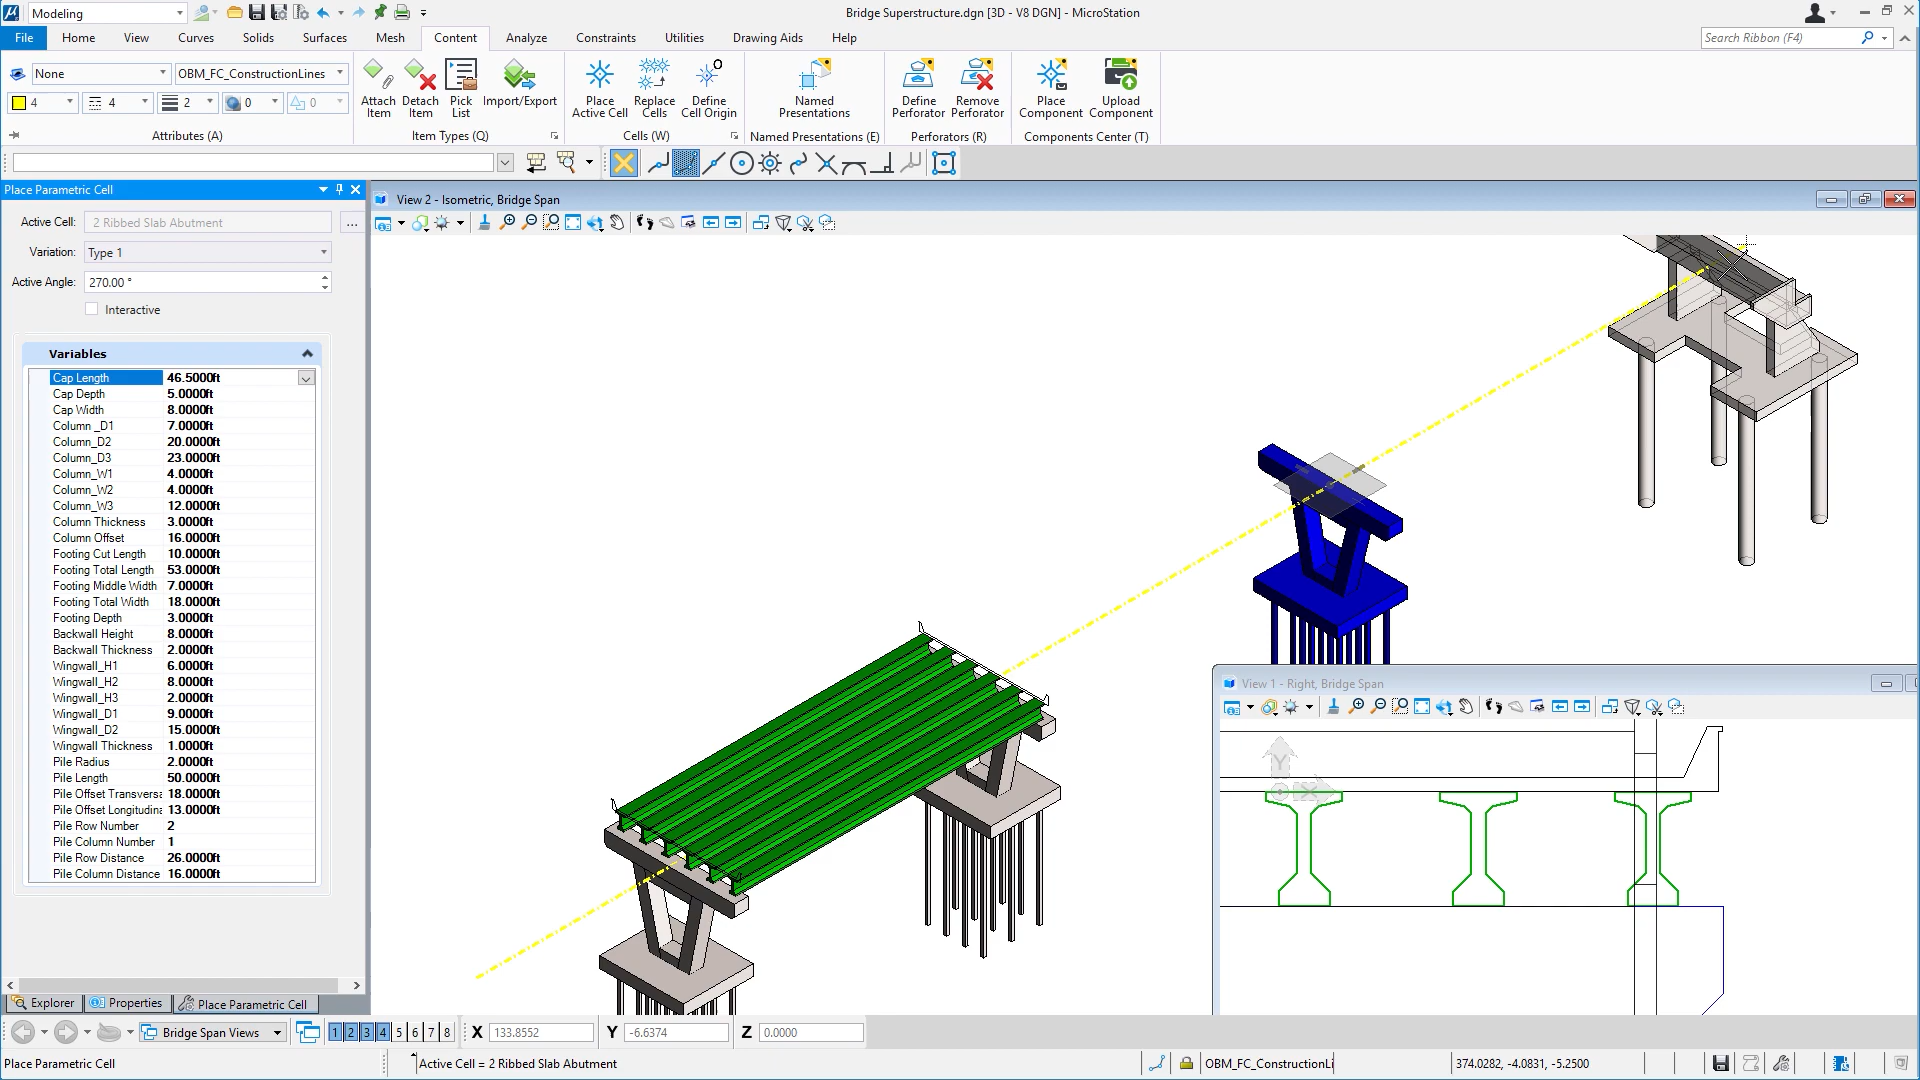 Modeling
Bridge Superstructure.dgn [3D - V8 DGN] - MicroStation
File Home View Curves Solids Surfaces Mesh Content Analyze Constraints Utilities Drawing Aids Help
Search Ribbon (F4)
None OBM_FC_ConstructionLines
4 4 2 0 0
Attributes (A)
Attach Item
Detach Item
Pick List
Import/Export
Item Types (Q)
Place Active Cell
Replace Cells
Define Cell Origin
Cells (W)
Named Presentations
Named Presentations (E)
Define Perforator
Remove Perforator
Perforators (R)
Place Component
Upload Component
Components Center (T)
Place Parametric Cell
Active Cell: 2 Ribbed Slab Abutment ...
Variation: Type 1
Active Angle: 270.00 °
Interactive
Variables
Cap Length 46.5000ft
Cap Depth 5.0000ft
Cap Width 8.0000ft
Column _D1 7.0000ft
Column_D2 20.0000ft
Column_D3 23.0000ft
Column_W1 4.0000ft
Column_W2 4.0000ft
Column_W3 12.0000ft
Column Thickness 3.0000ft
Column Offset 16.0000ft
Footing Cut Length 10.0000ft
Footing Total Length 53.0000ft
Footing Middle Width 7.0000ft
Footing Total Width 18.0000ft
Footing Depth 3.0000ft
Backwall Height 8.0000ft
Backwall Thickness 2.0000ft
Wingwall_H1 6.0000ft
Wingwall_H2 8.0000ft
Wingwall_H3 2.0000ft
Wingwall_D1 9.0000ft
Wingwall_D2 15.0000ft
Wingwall Thickness 1.0000ft
Pile Radius 2.0000ft
Pile Length 50.0000ft
Pile Offset Transversa 18.0000ft
Pile Offset Longitudina 13.0000ft
Pile Row Number 2
Pile Column Number 1
Pile Row Distance 26.0000ft
Pile Column Distance 16.0000ft
Explorer Properties Place Parametric Cell
View 2 - Isometric, Bridge Span
View 1 - Right, Bridge Span
Y
X
Bridge Span Views 1 2 3 4 5 6 7 8 X 133.8552 Y -6.6374 Z 0.0000
Place Parametric Cell Active Cell = 2 Ribbed Slab Abutment OBM_FC_ConstructionLi 374.0282, -4.0831, -5.2500